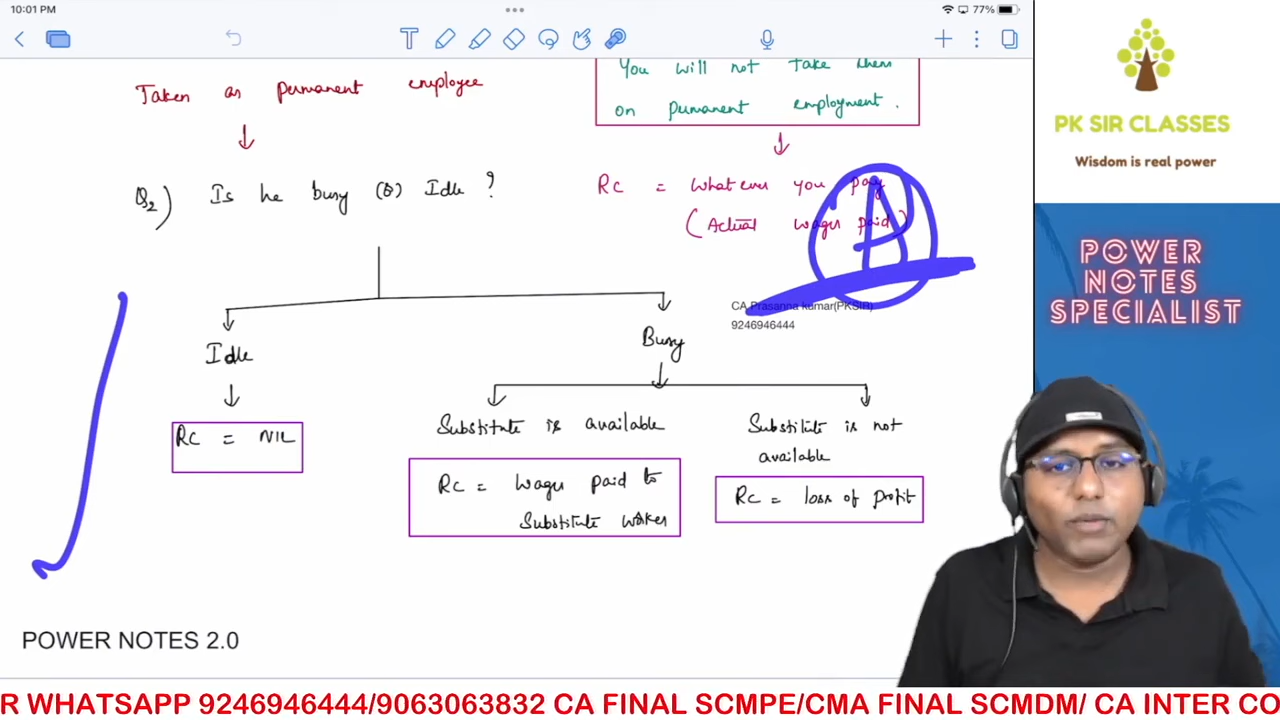 10:01 PM
77%
Taken as permanent employee
You will not take them
on permanent employment.
Q2) Is he busy (or) Idle ?
RC = Whatever you pay
(Actual wages paid)
A
CA Prasanna kumar(PKSIR)
9246946444
Idle
Busy
RC = NIL
Substitute is available
Substitute is not
available
RC = wages paid to
Substitute worker
RC = loss of profit
POWER NOTES 2.0
PK SIR CLASSES
Wisdom is real power
POWER
NOTES
SPECIALIST
R WHATSAPP 9246946444/9063063832 CA FINAL SCMPE/CMA FINAL SCMDM/ CA INTER CO